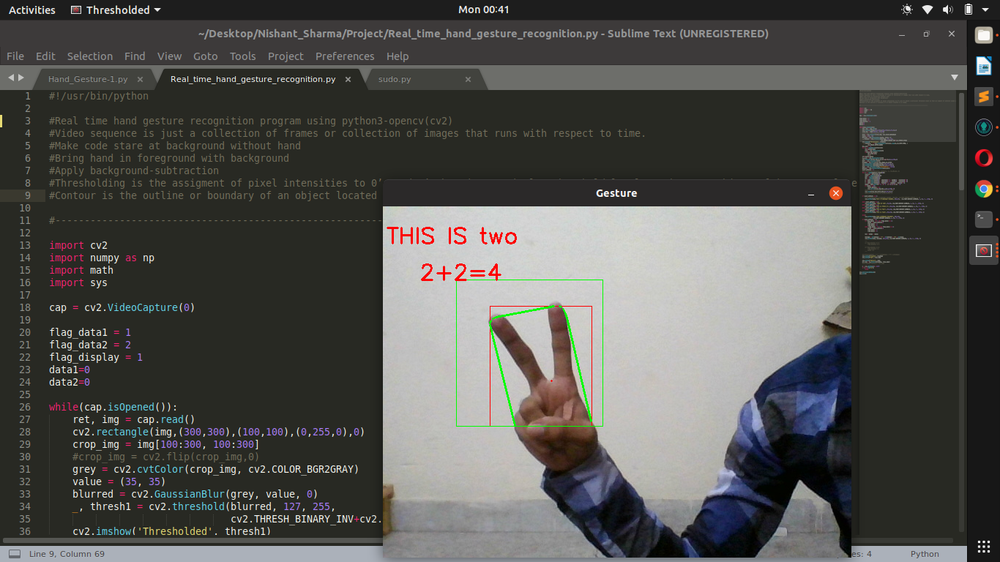 Activities Thresholded Mon 00:41
~/Desktop/Nishant_Sharma/Project/Real_time_hand_gesture_recognition.py - Sublime Text (UNREGISTERED)
File Edit Selection Find View Goto Tools Project Preferences Help
Hand_Gesture-1.py Real_time_hand_gesture_recognition.py sudo.py
1 #!/usr/bin/python
2
3 #Real time hand gesture recognition program using python3-opencv(cv2)
4 #Video sequence is just a collection of frames or collection of images that runs with respect to time.
5 #Make code stare at background without hand
6 #Bring hand in foreground with background
7 #Apply background-subtraction
8 #Thresholding is the assigment of pixel intensities to 0
9 #Contour is the outline or boundary of an object located
10
11 #------------------------------------------------------
12
13 import cv2
14 import numpy as np
15 import math
16 import sys
17
18 cap = cv2.VideoCapture(0)
19
20 flag_data1 = 1
21 flag_data2 = 2
22 flag_display = 1
23 data1=0
24 data2=0
25
26 while(cap.isOpened()):
27 ret, img = cap.read()
28 cv2.rectangle(img,(300,300),(100,100),(0,255,0),0)
29 crop_img = img[100:300, 100:300]
30 #crop_img = cv2.flip(crop_img,0)
31 grey = cv2.cvtColor(crop_img, cv2.COLOR_BGR2GRAY)
32 value = (35, 35)
33 blurred = cv2.GaussianBlur(grey, value, 0)
34 _, thresh1 = cv2.threshold(blurred, 127, 255,
35 cv2.THRESH_BINARY_INV+cv2.
36 cv2.imshow('Thresholded', thresh1)
Gesture
THIS IS two
2+2=4
Line 9, Column 69 es: 4 Python